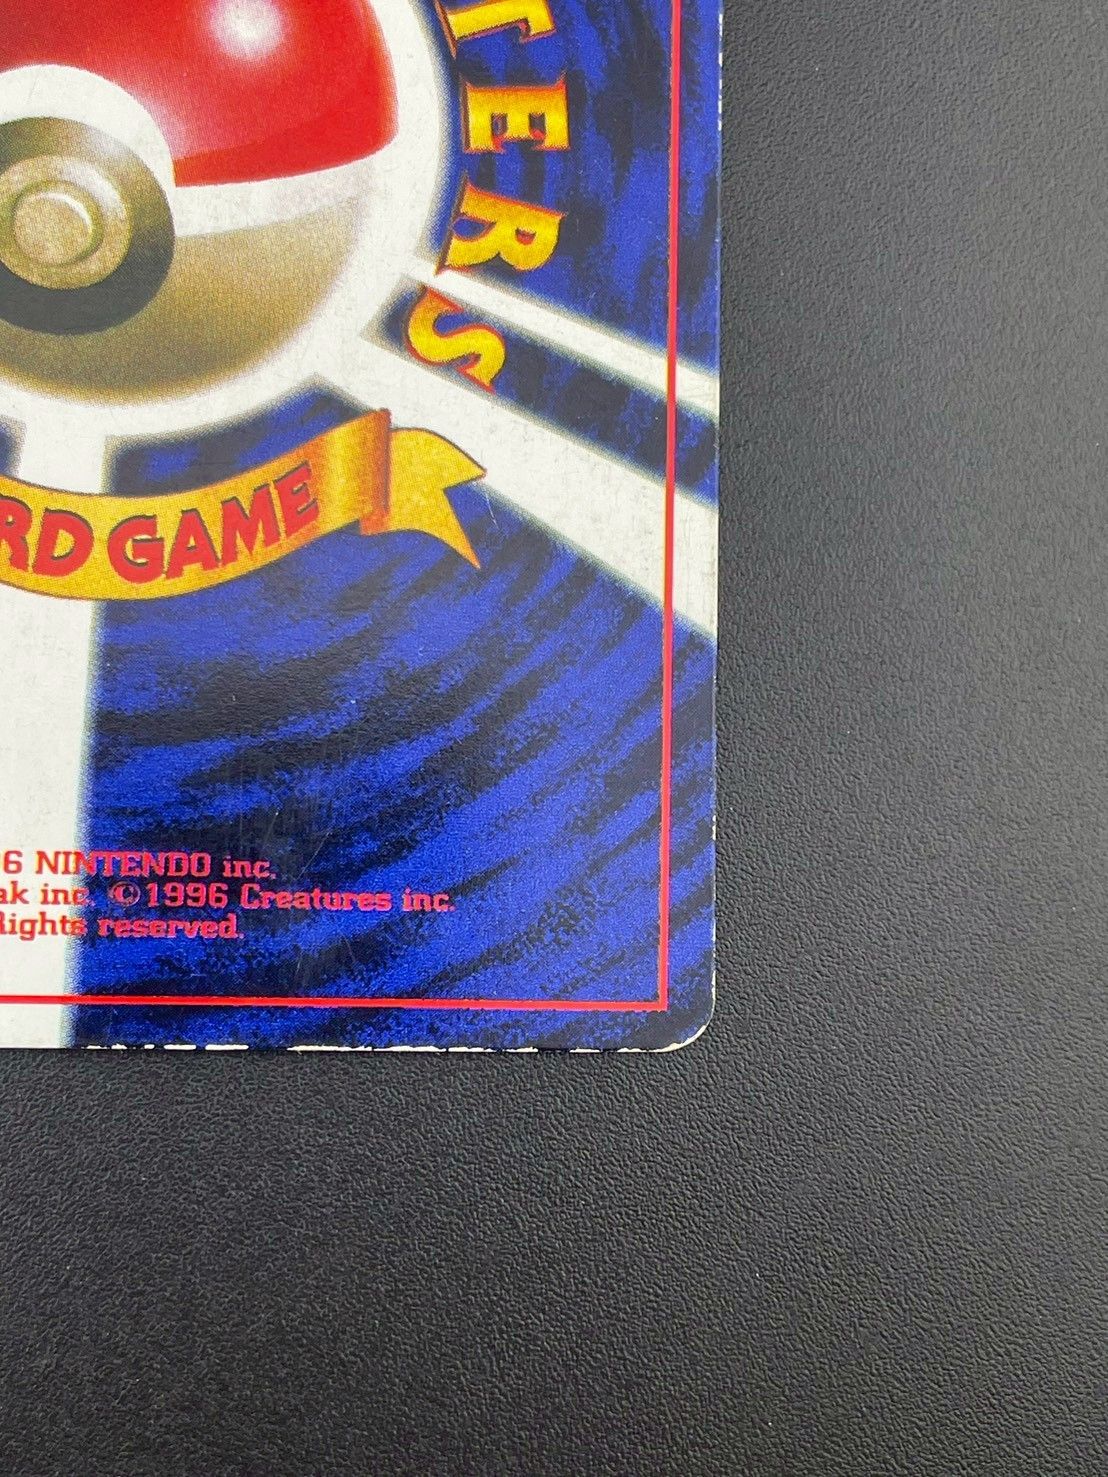 TERS
RD GAME
6 NINTENDO inc.
ak inc. ©1996 Creatures inc.
Rights reserved.